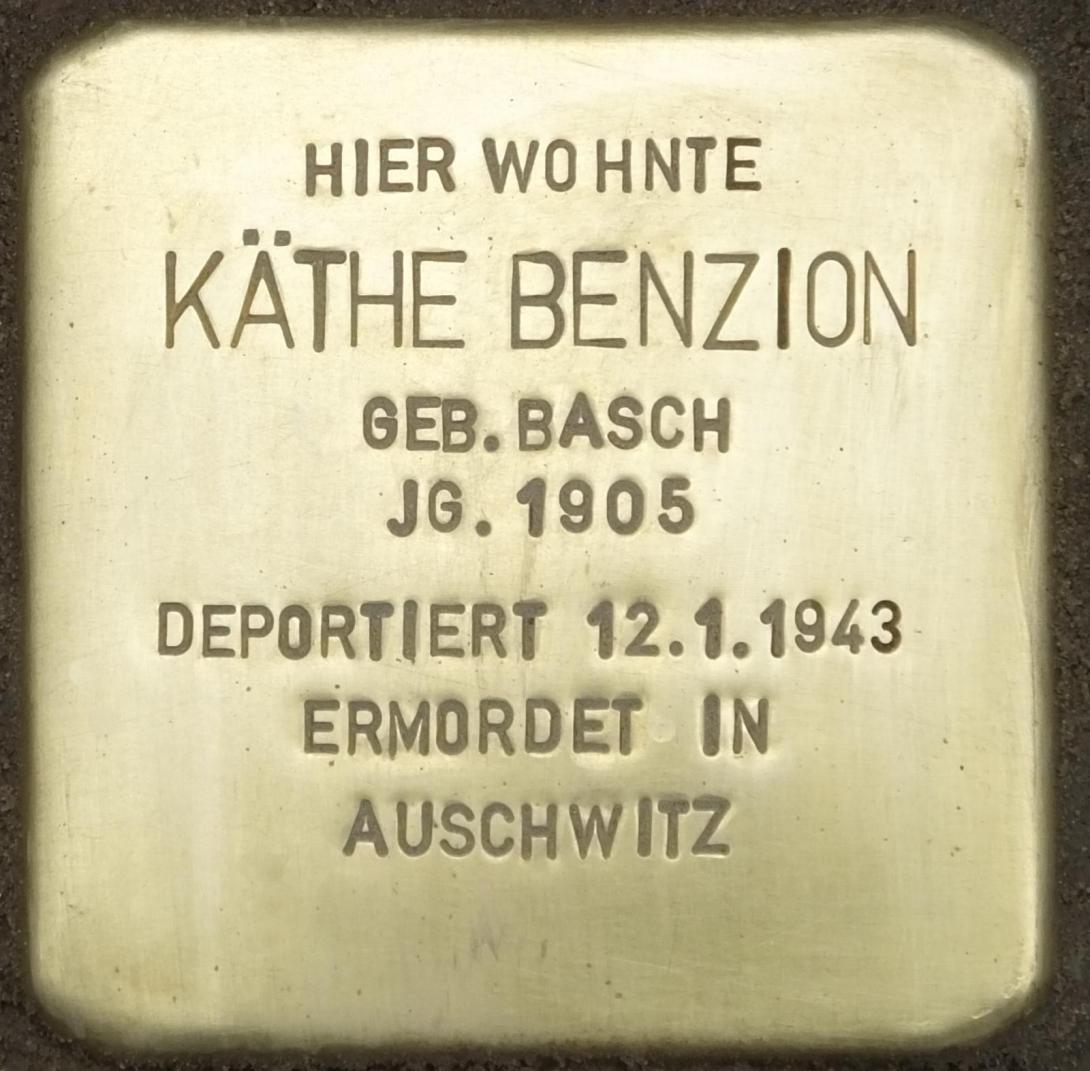 HIER WOHNTE
KÄTHE BENZION
GEB. BASCH
JG. 1905
DEPORTIERT 12.1.1943
ERMORDET IN
AUSCHWITZ